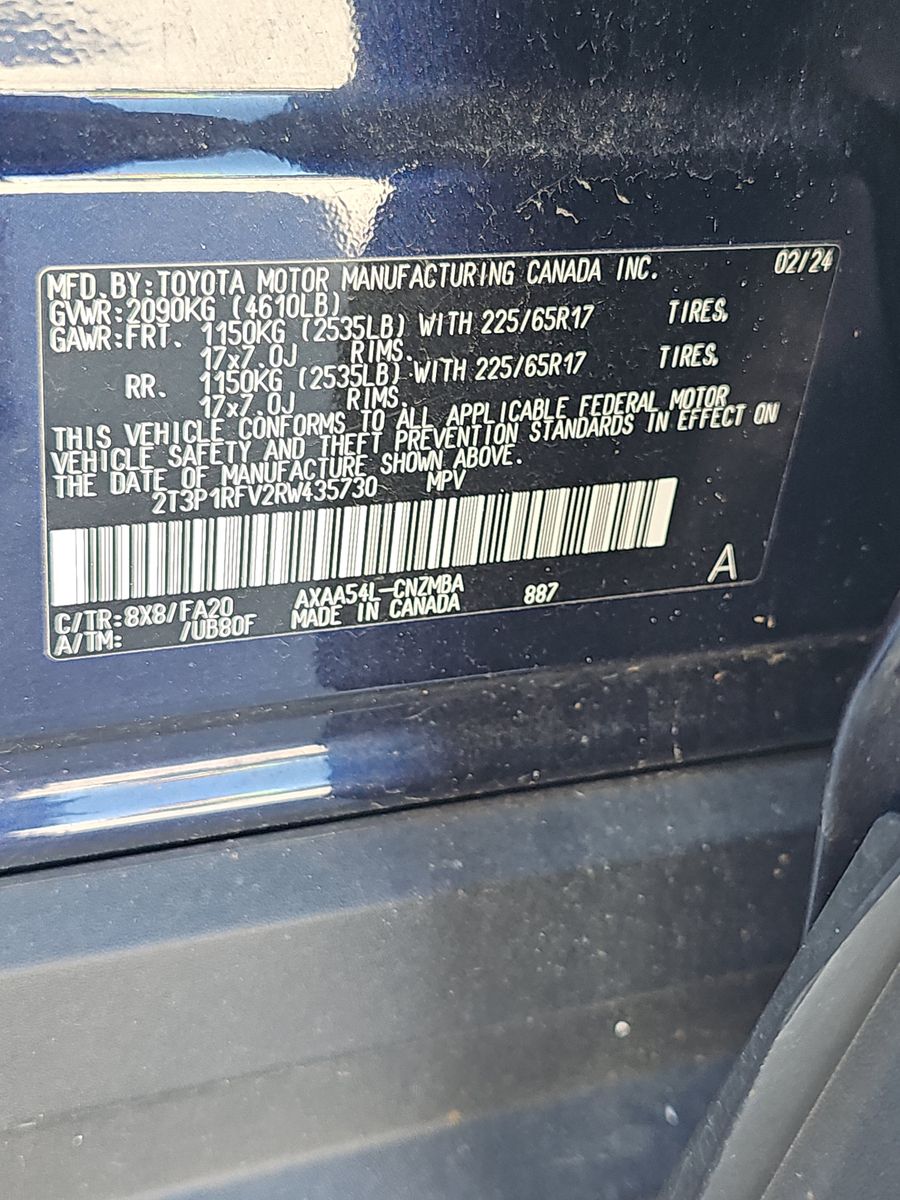 MFD. BY: TOYOTA MOTOR MANUFACTURING CANADA INC. 02/24
GVWR: 2090KG (4610LB)
GAWR: FRT. 1150KG (2535LB) WITH 225/65R17 TIRES,
17x7.0J RIMS.
RR. 1150KG (2535LB) WITH 225/65R17 TIRES,
17x7.0J RIMS.
THIS VEHICLE CONFORMS TO ALL APPLICABLE FEDERAL MOTOR
VEHICLE SAFETY AND THEFT PREVENTION STANDARDS IN EFFECT ON
THE DATE OF MANUFACTURE SHOWN ABOVE.
2T3P1RFV2RW435730 MPV
C/TR: 8X8/FA20 AXAA54L-CNZMBA 887 A
A/TM: /UB80F MADE IN CANADA